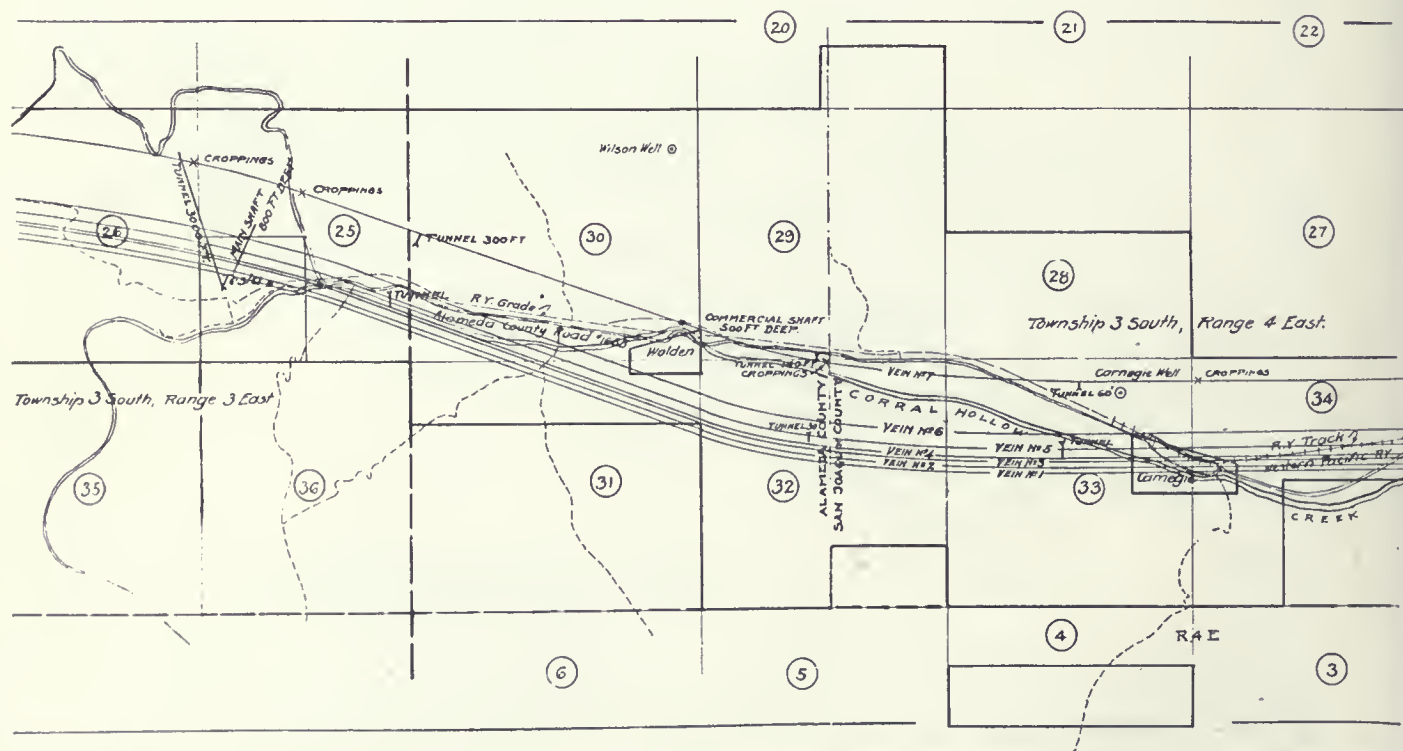 20
21
22
Wilson Well
CROPPINGS
CROPPINGS
TUNNEL 300
MAIN SHAFT
800 FT DEEP
26
25
TUNNEL 300FT
30
29
27
28
Tesla
TUNNEL
R.Y. Grade
Alameda County Road
COMMERCIAL SHAFT
500 FT DEEP.
Township 3 South, Range 4 East.
Walden
TUNNEL 140 FT
CROPPINGS
VEIN No 7
Carnegie Well
CROPPINGS
TUNNEL 60'
Township 3 South, Range 3 East
CORRAL HOLLOW
34
TUNNEL 30
VEIN No 6
VEIN No 5
TUNNEL
R.Y. Track
VEIN No 4
VEIN No 3
Western Pacific RY.
VEIN No 2
VEIN No 1
35
36
31
32
ALAMEDA COUNTY
SAN JOAQUIN COUNTY
33
Carnegie
CREEK
4
R4E
6
5
3